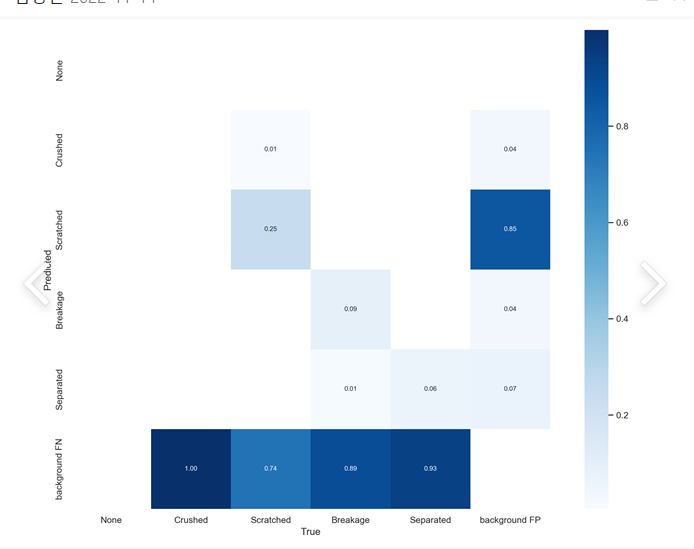 None
Crushed
0.01
0.04
0.8
Scratched
0.25
0.85
0.6
Predicted
Breakage
0.09
0.04
0.4
Separated
0.01
0.06
0.07
0.2
background FN
1.00
0.74
0.89
0.93
None
Crushed
Scratched
Breakage
Separated
background FP
True